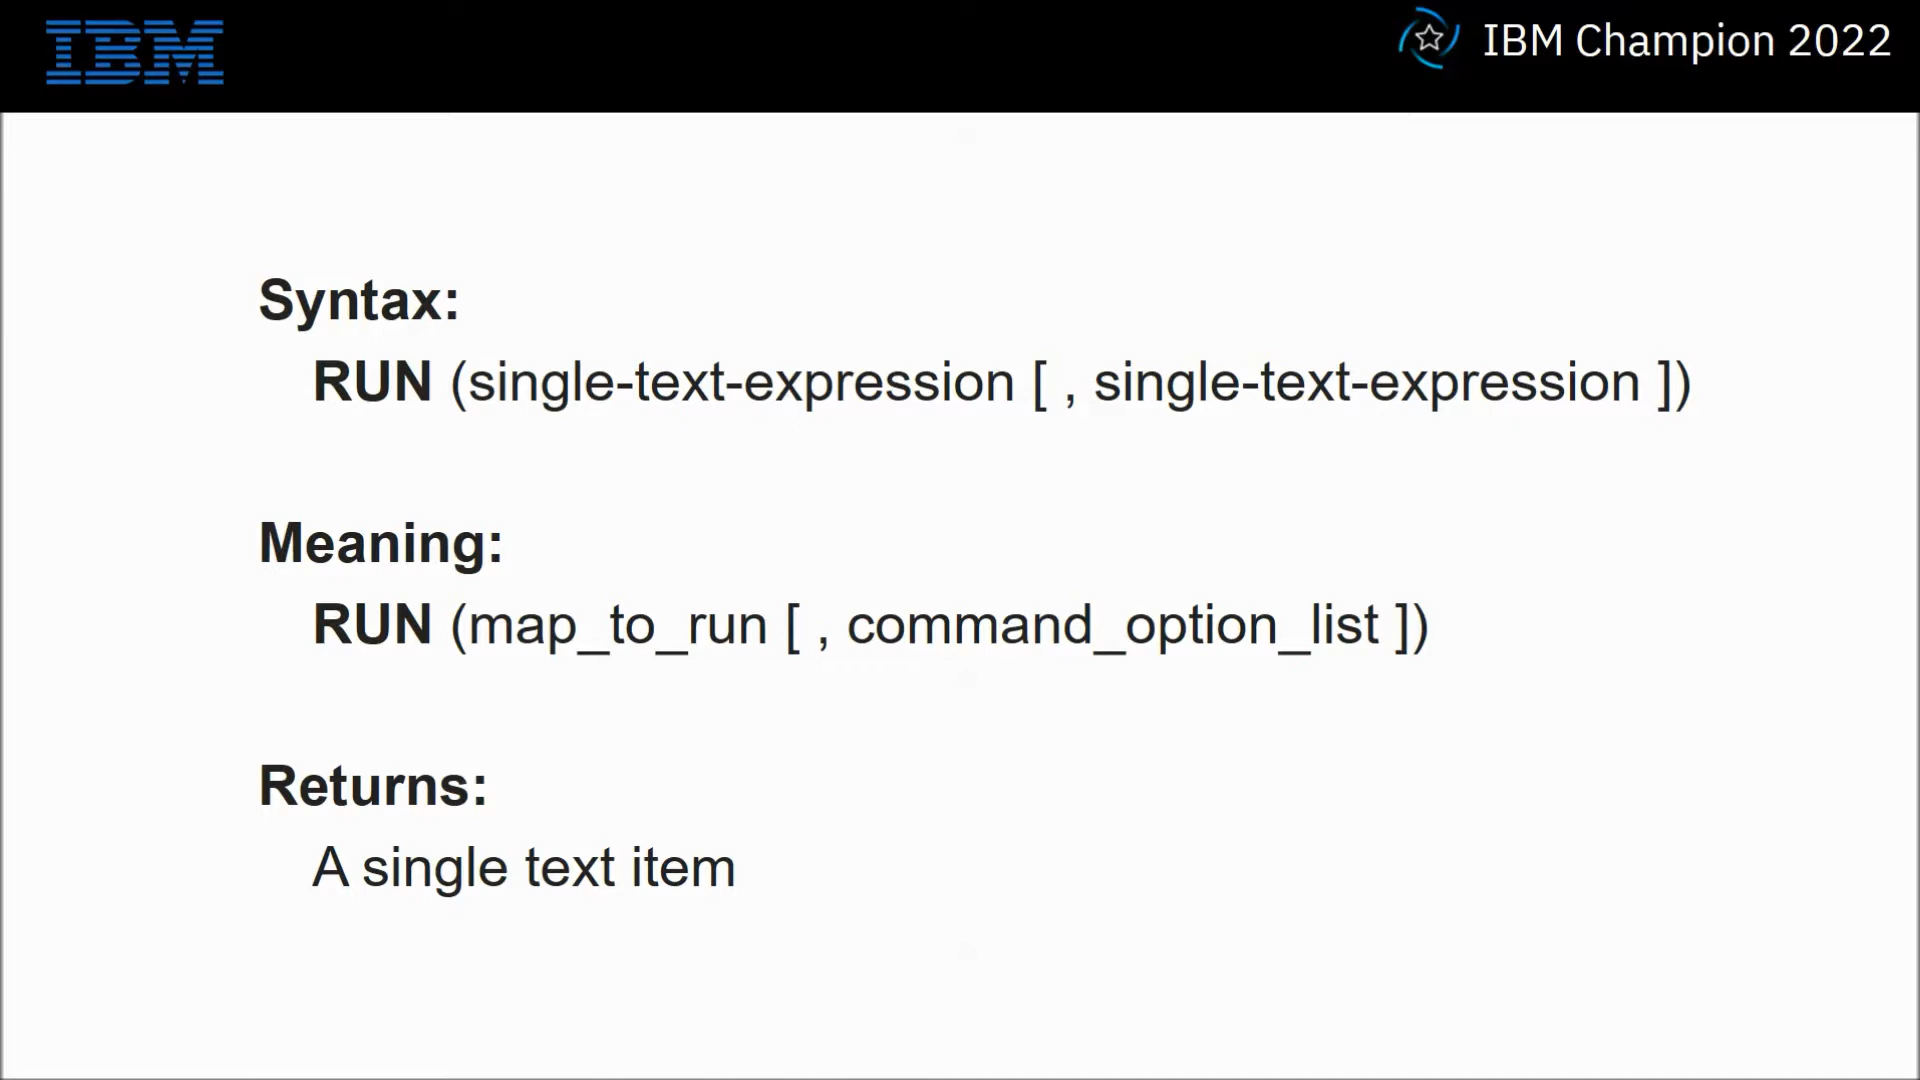 IBM
IBM Champion 2022
Syntax:
RUN (single-text-expression [ , single-text-expression ])
Meaning:
RUN (map_to_run [ , command_option_list ])
Returns:
A single text item